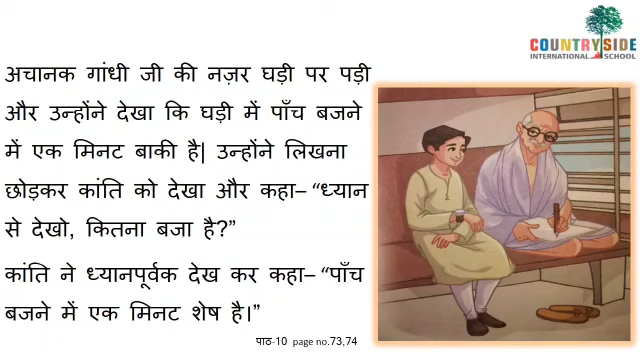 COUNTRYSIDE
INTERNATIONAL SCHOOL
अचानक गांधी जी की नज़र घड़ी पर पड़ी
और उन्होंने देखा कि घड़ी में पाँच बजने
में एक मिनट बाकी है| उन्होंने लिखना
छोड़कर कांति को देखा और कहा– “ध्यान
से देखो, कितना बजा है?”
कांति ने ध्यानपूर्वक देख कर कहा– “पाँच
बजने में एक मिनट शेष है।”
पाठ-10 page no.73,74